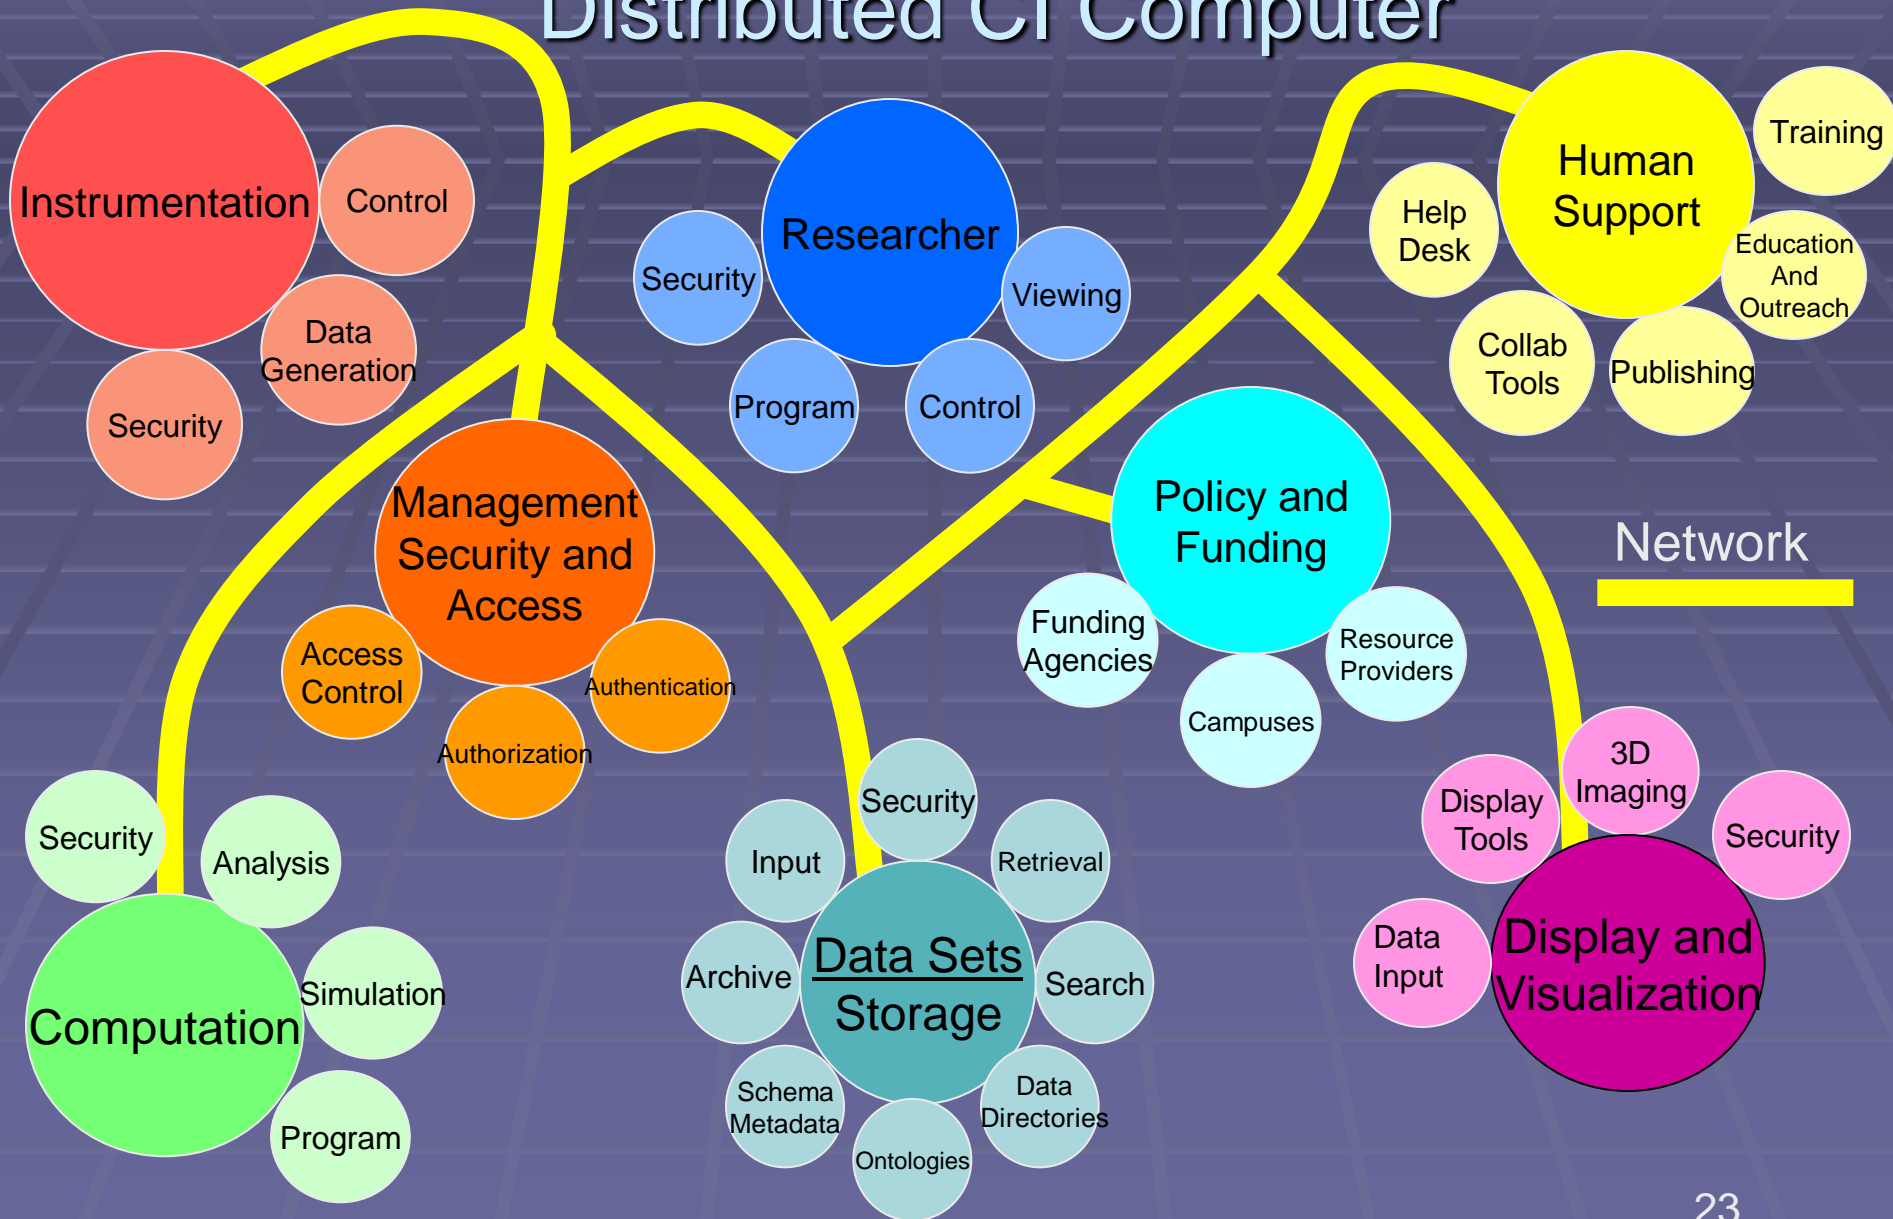 Distributed CI Computer
Instrumentation
Control
Data
Generation
Security
Researcher
Security
Program
Control
Viewing
Human
Support
Training
Help
Desk
Education
And
Outreach
Collab
Tools
Publishing
Management
Security and
Access
Access
Control
Authorization
Authentication
Policy and
Funding
Funding
Agencies
Campuses
Resource
Providers
Network
Computation
Security
Analysis
Simulation
Program
Data Sets
Storage
Security
Input
Retrieval
Archive
Search
Schema
Metadata
Data
Directories
Ontologies
Display and
Visualization
3D
Imaging
Display
Tools
Security
Data
Input
23